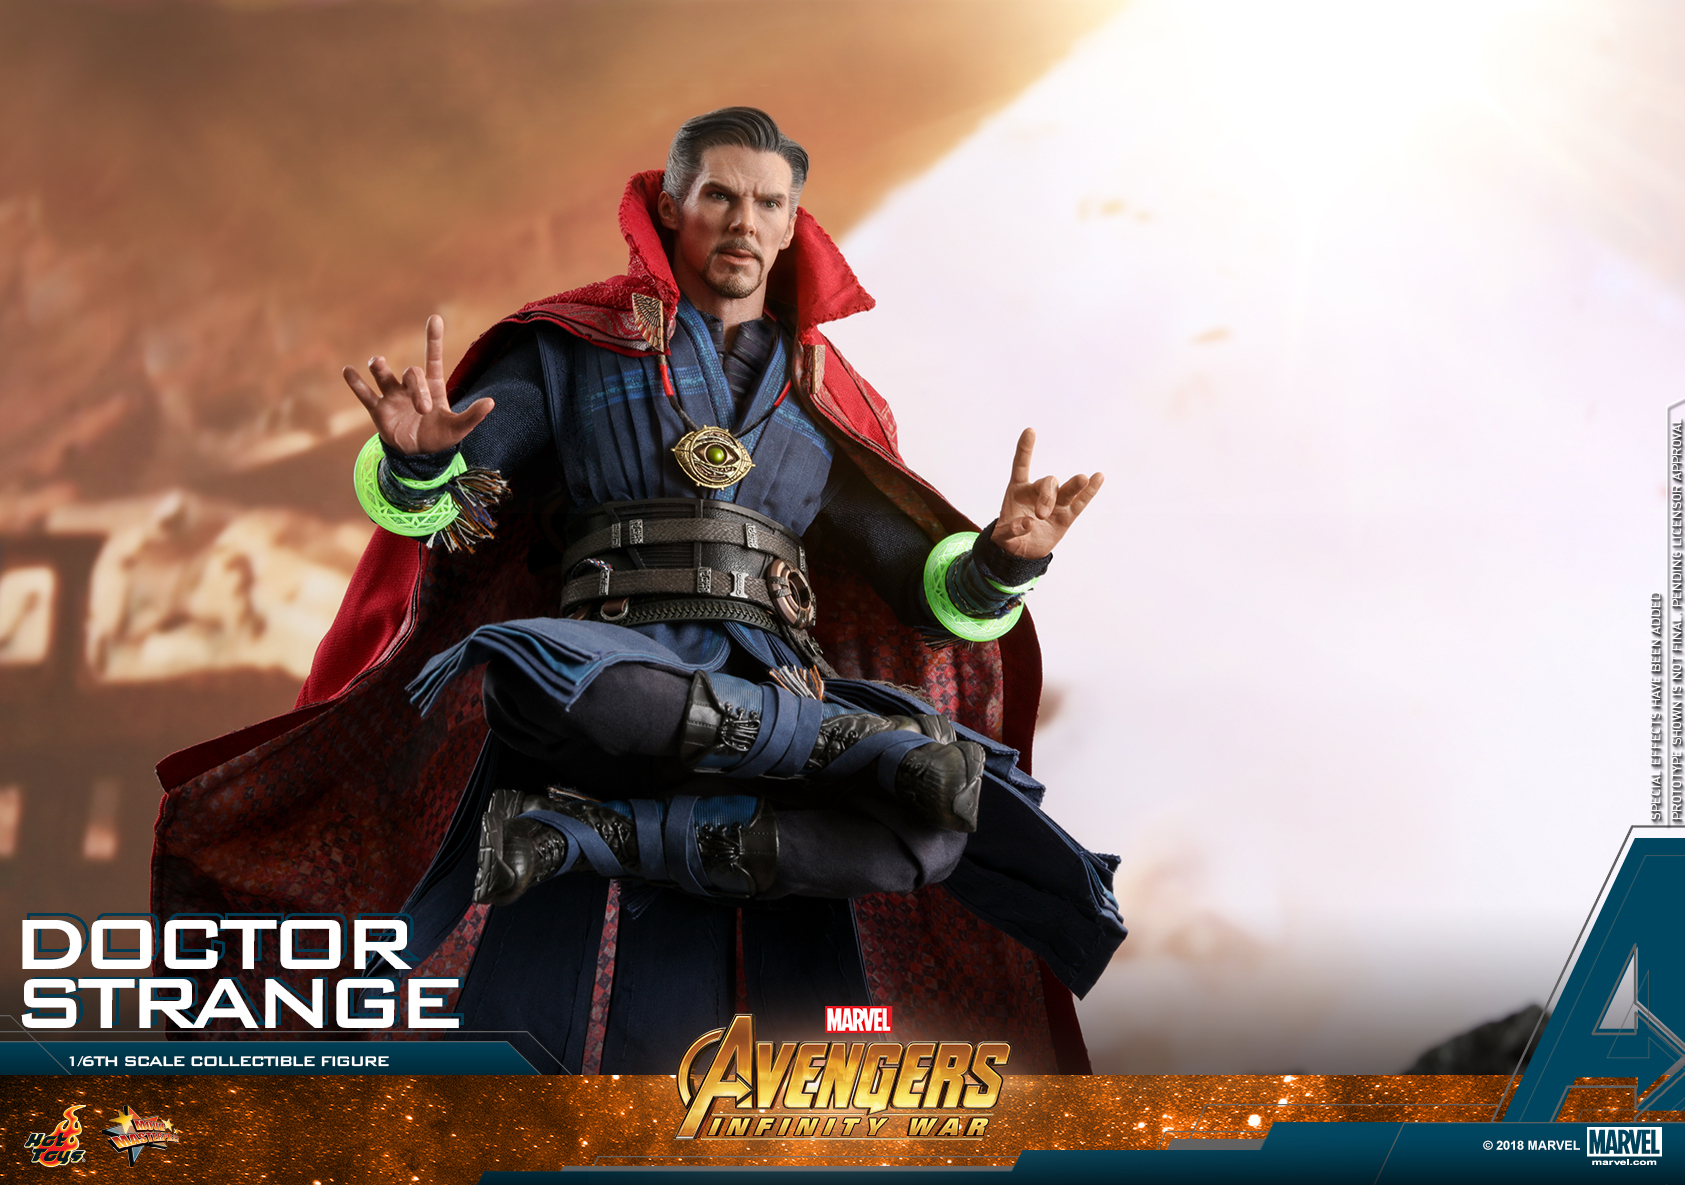 DOCTOR
STRANGE
1/6TH SCALE COLLECTIBLE FIGURE
HOT
TOYS
MOVIE
MASTERPIECE
MARVEL
AVENGERS
INFINITY WAR
SPECIAL EFFECTS HAVE BEEN ADDED
PROTOTYPE SHOWN IS NOT FINAL, PENDING LICENSOR APPROVAL
© 2018 MARVEL
MARVEL
marvel.com